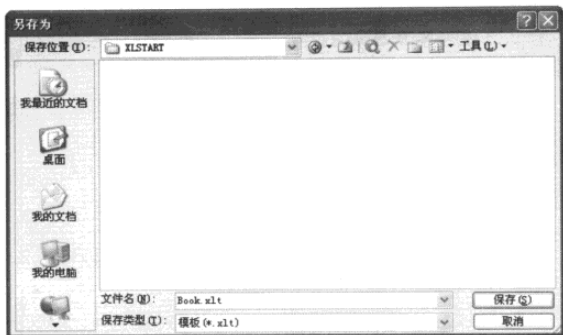 另存为
保存位置(I): XLSTART 工具(L)
我最近的文档
桌面
我的文档
我的电脑
文件名(N): Book.xlt 保存(S)
保存类型(T): 模板(*.xlt) 取消